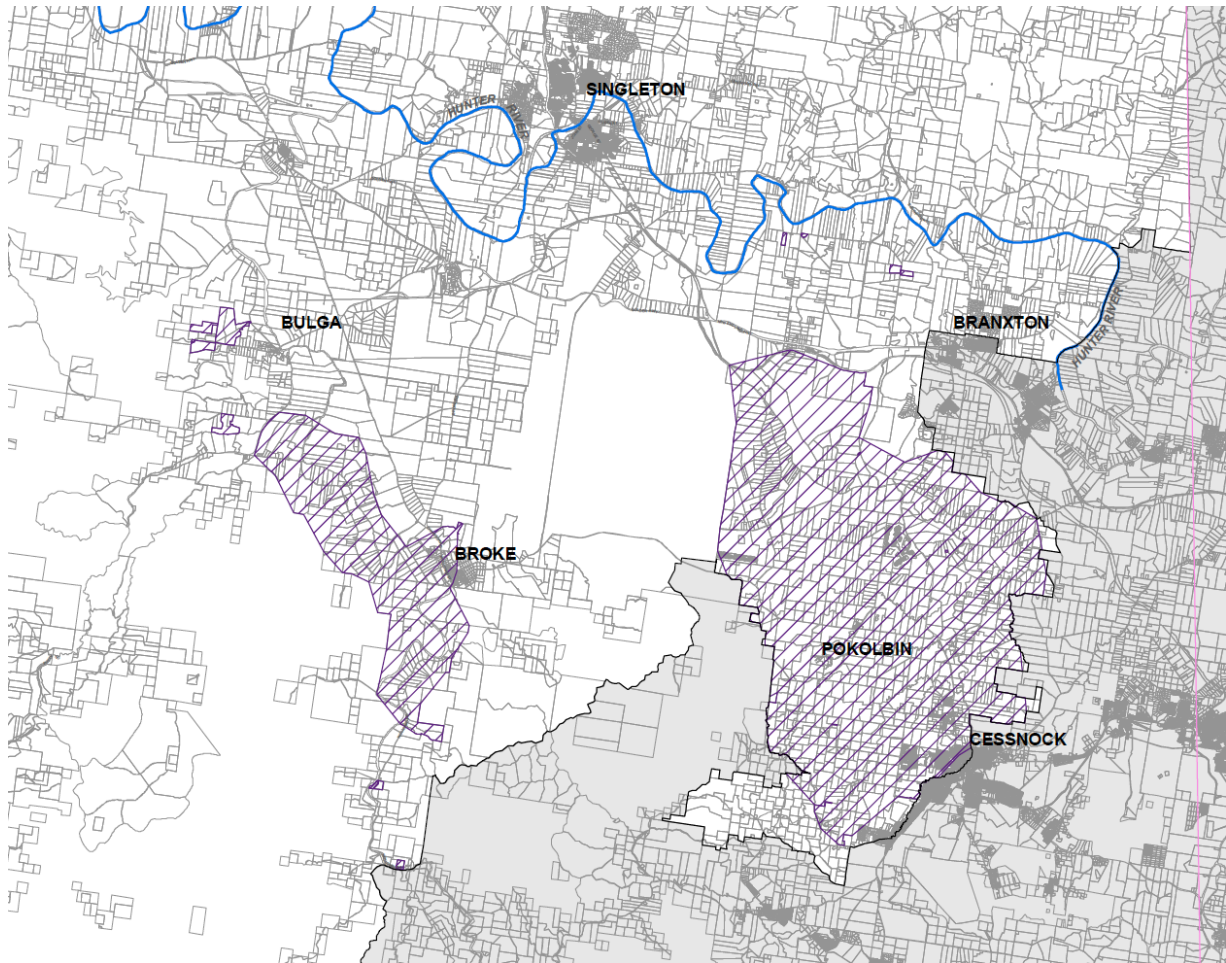 SINGLETON
HUNTER
RIVER
BULGA
BRANXTON
HUNTER RIVER
BROKE
POKOLBIN
CESSNOCK